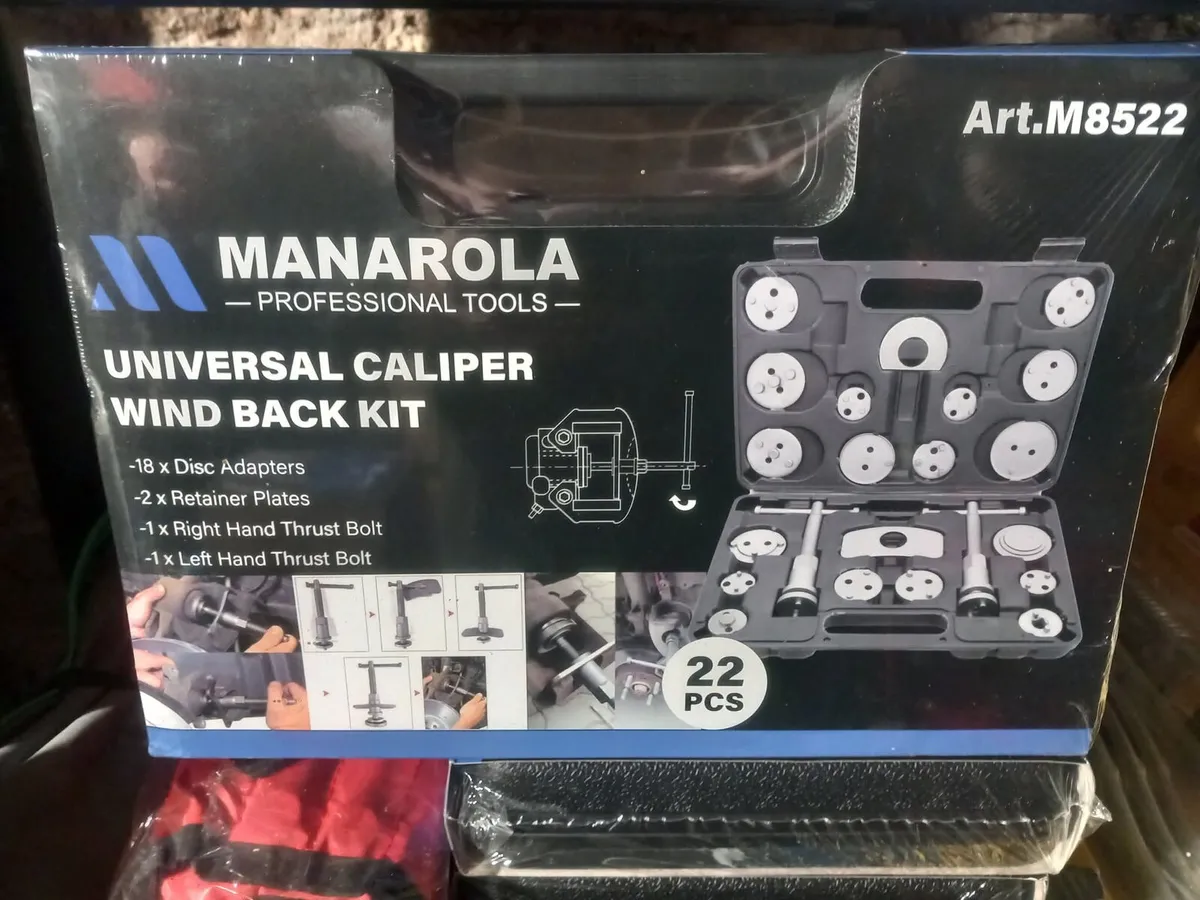 Art.M8522
MANAROLA
— PROFESSIONAL TOOLS —
UNIVERSAL CALIPER
WIND BACK KIT
-18 x Disc Adapters
-2 x Retainer Plates
-1 x Right Hand Thrust Bolt
-1 x Left Hand Thrust Bolt
22
PCS